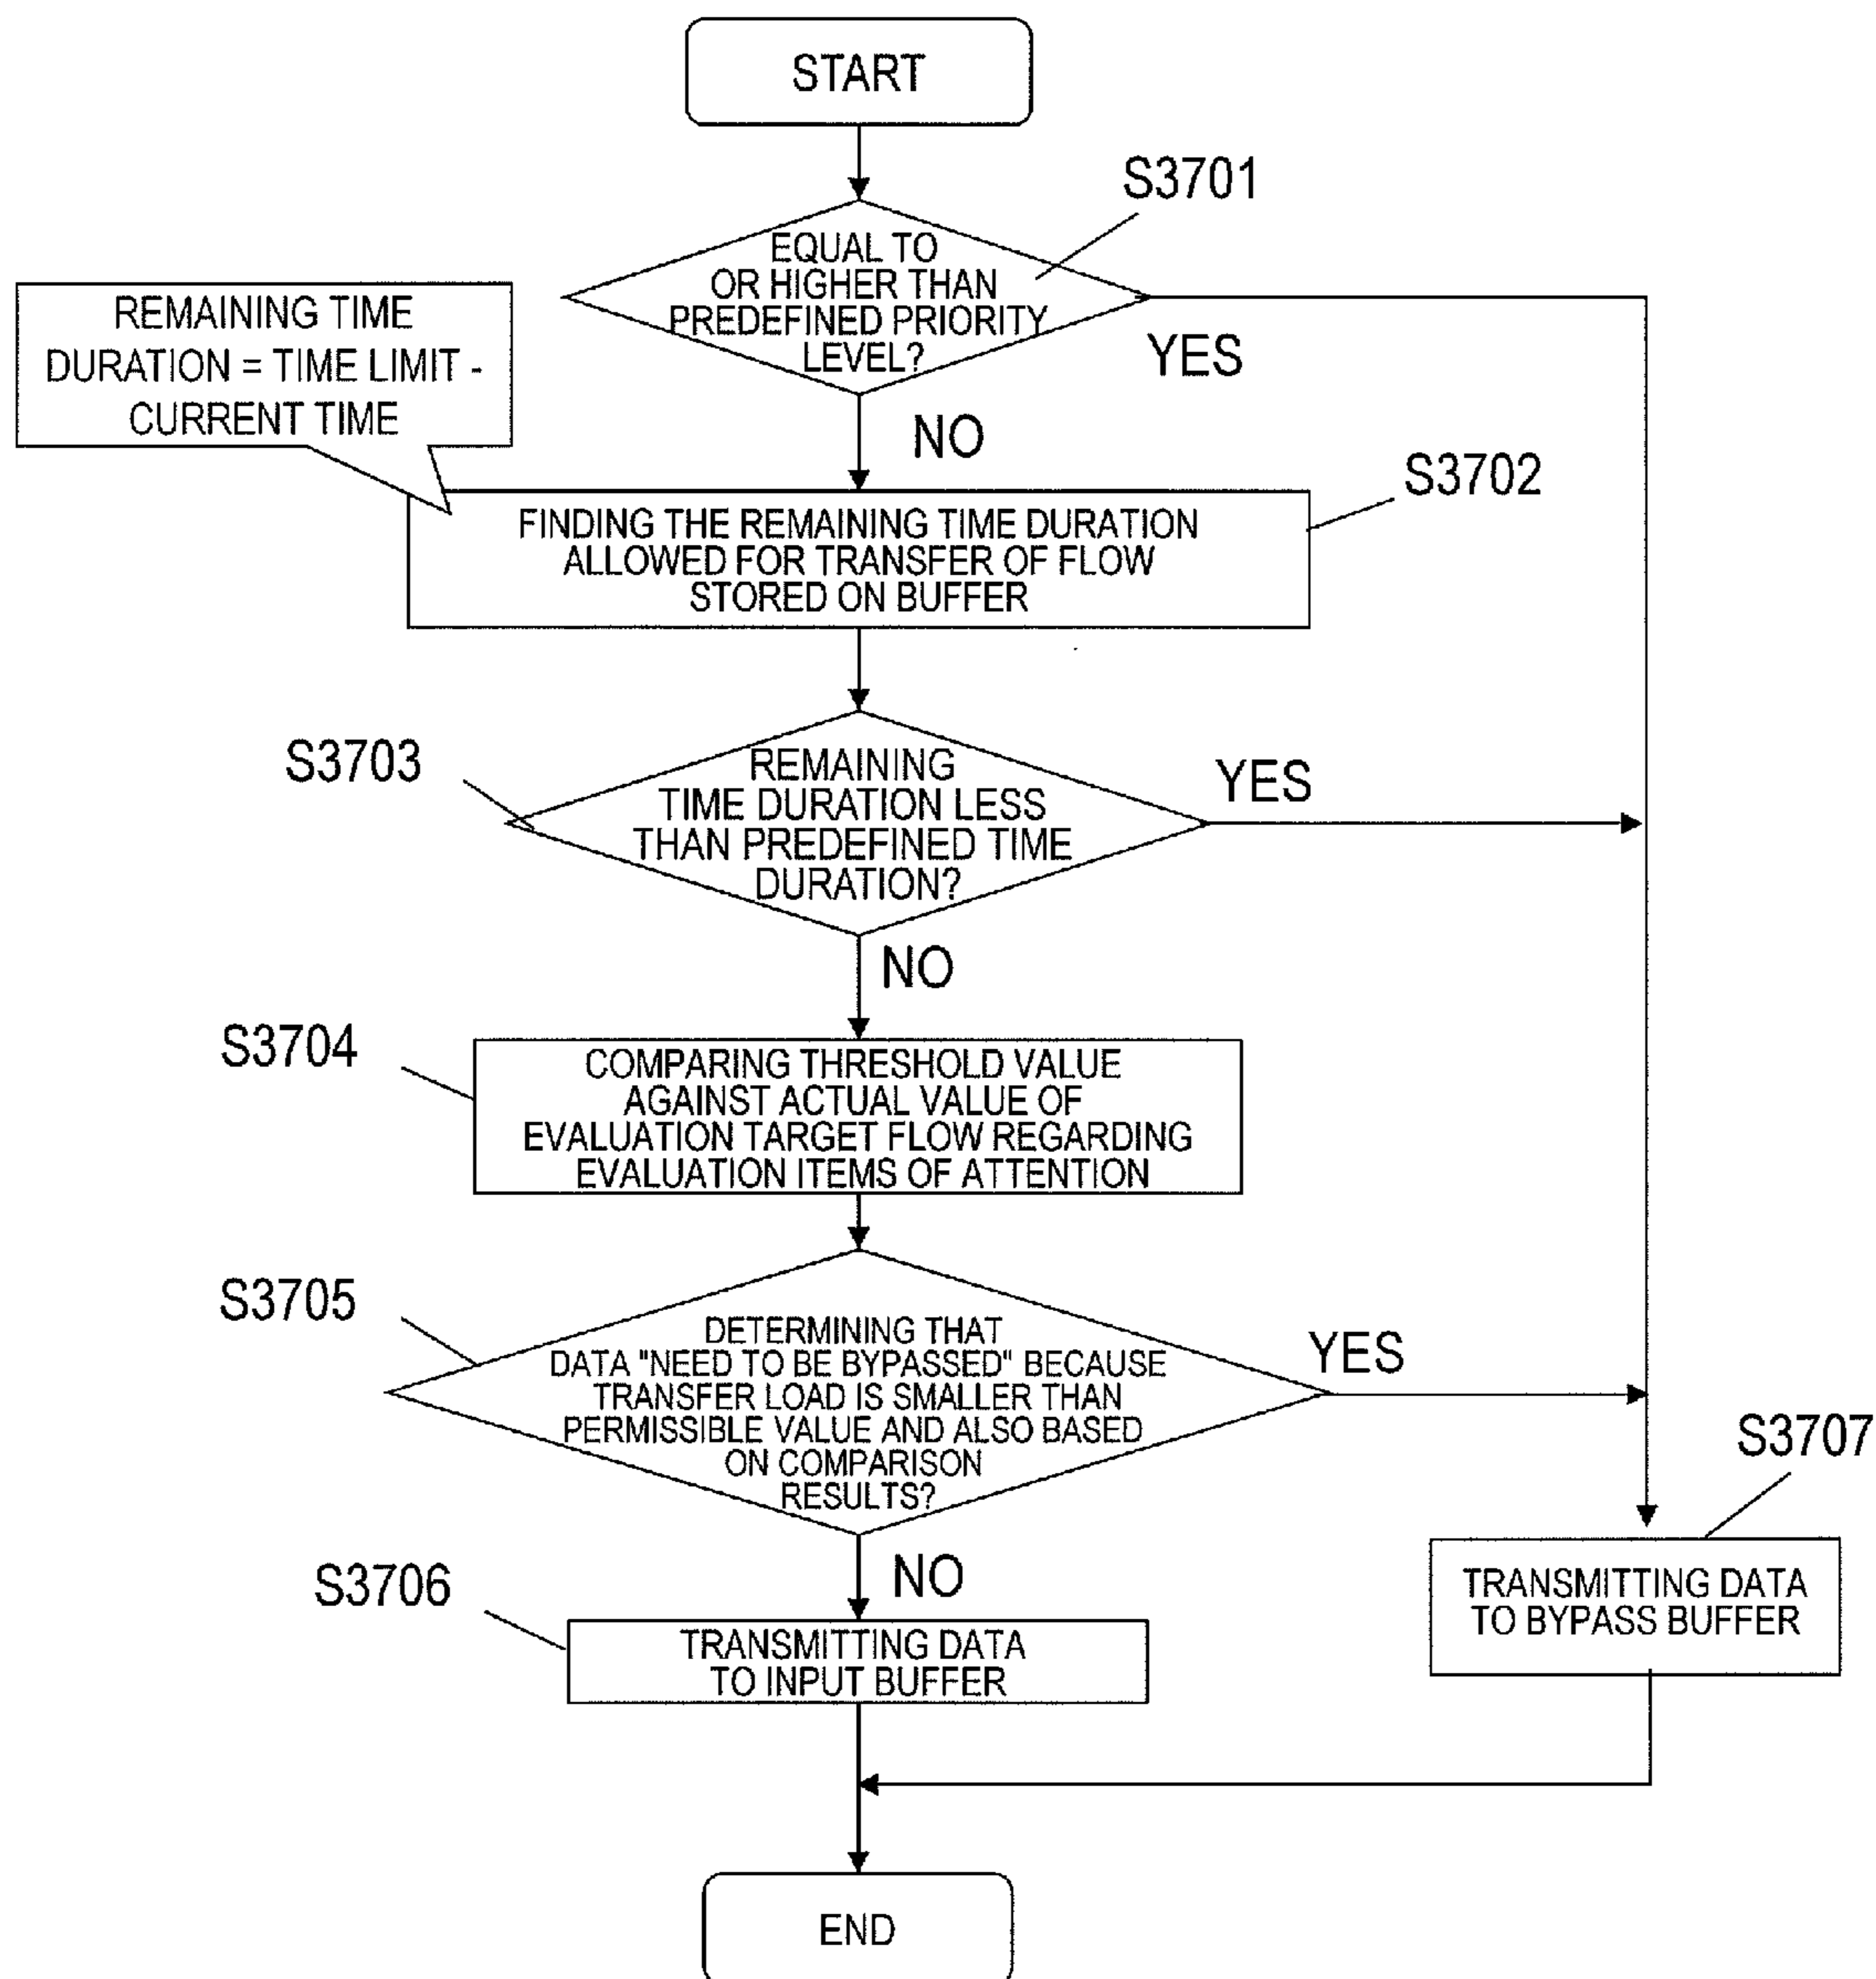 START
S3701
EQUAL TO
OR HIGHER THAN
PREDEFINED PRIORITY
LEVEL?
YES
NO
REMAINING TIME
DURATION = TIME LIMIT -
CURRENT TIME
S3702
FINDING THE REMAINING TIME DURATION
ALLOWED FOR TRANSFER OF FLOW
STORED ON BUFFER
S3703
REMAINING
TIME DURATION LESS
THAN PREDEFINED TIME
DURATION?
YES
NO
S3704
COMPARING THRESHOLD VALUE
AGAINST ACTUAL VALUE OF
EVALUATION TARGET FLOW REGARDING
EVALUATION ITEMS OF ATTENTION
S3705
DETERMINING THAT
DATA "NEED TO BE BYPASSED" BECAUSE
TRANSFER LOAD IS SMALLER THAN
PERMISSIBLE VALUE AND ALSO BASED
ON COMPARISON
RESULTS?
YES
NO
S3707
TRANSMITTING DATA
TO BYPASS BUFFER
S3706
TRANSMITTING DATA
TO INPUT BUFFER
END